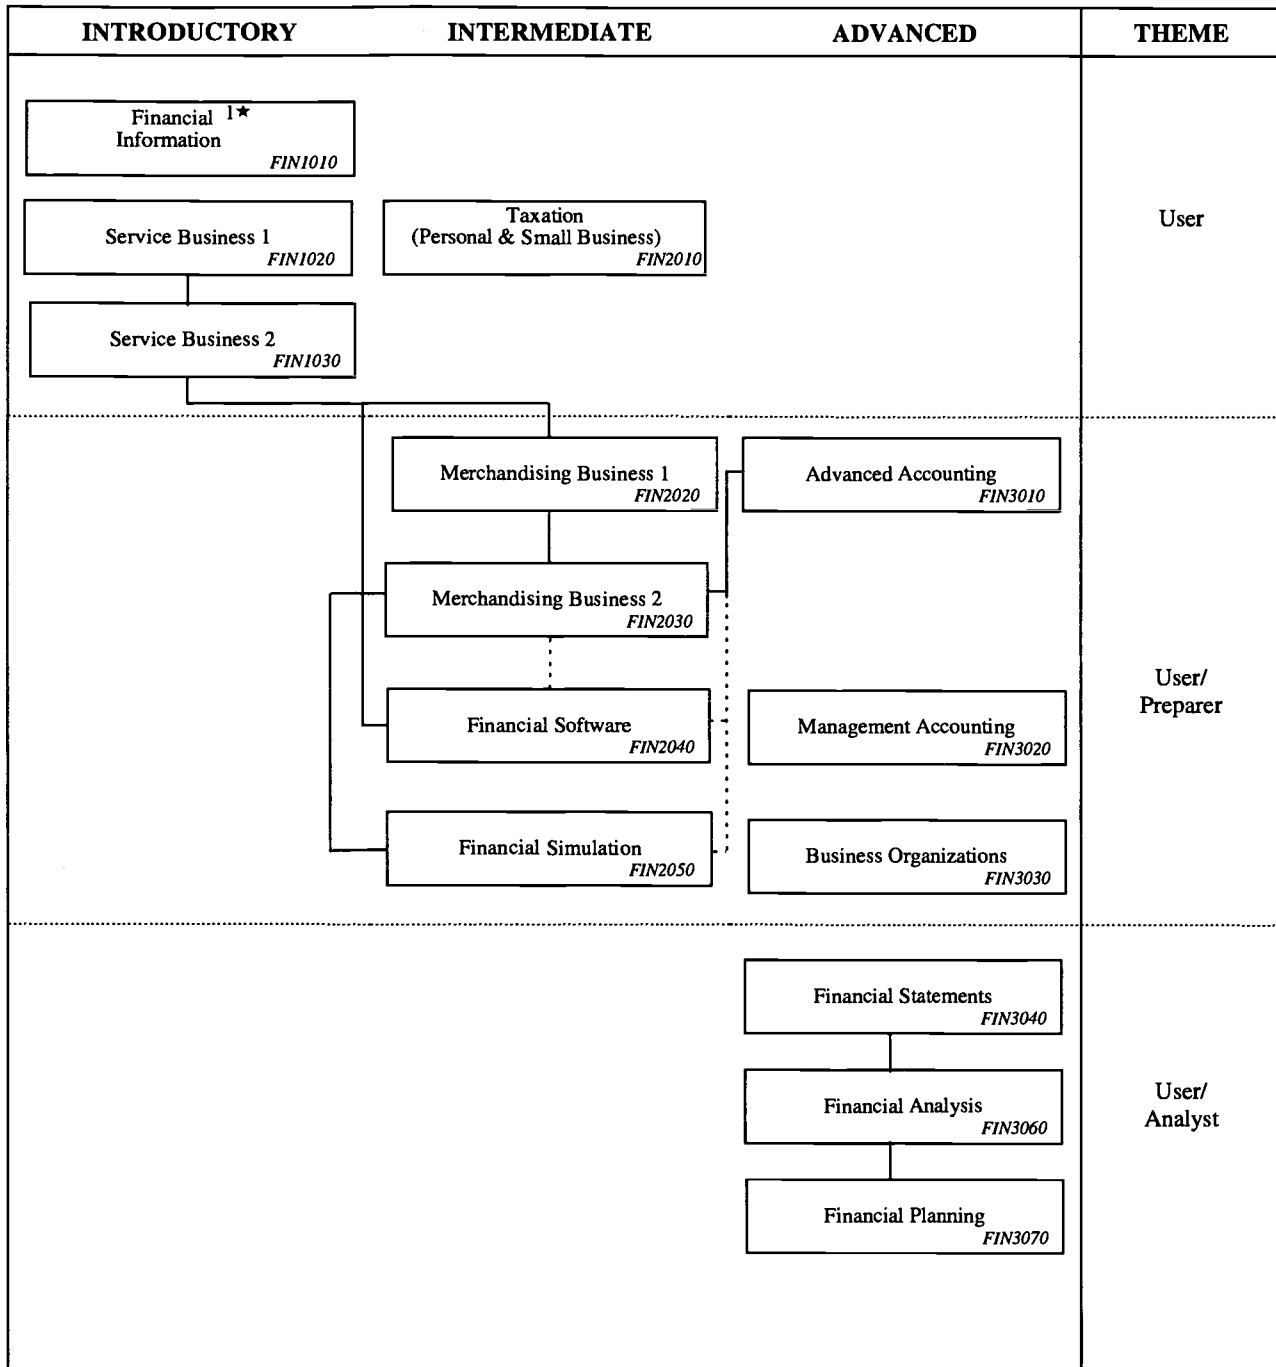 INTRODUCTORY INTERMEDIATE ADVANCED THEME
Financial 1★
Information
FIN1010
Service Business 1
FIN1020
Taxation
(Personal & Small Business)
FIN2010
User
Service Business 2
FIN1030
Merchandising Business 1
FIN2020
Advanced Accounting
FIN3010
Merchandising Business 2
FIN2030
Financial Software
FIN2040
Management Accounting
FIN3020
User/
Preparer
Financial Simulation
FIN2050
Business Organizations
FIN3030
Financial Statements
FIN3040
Financial Analysis
FIN3060
User/
Analyst
Financial Planning
FIN3070